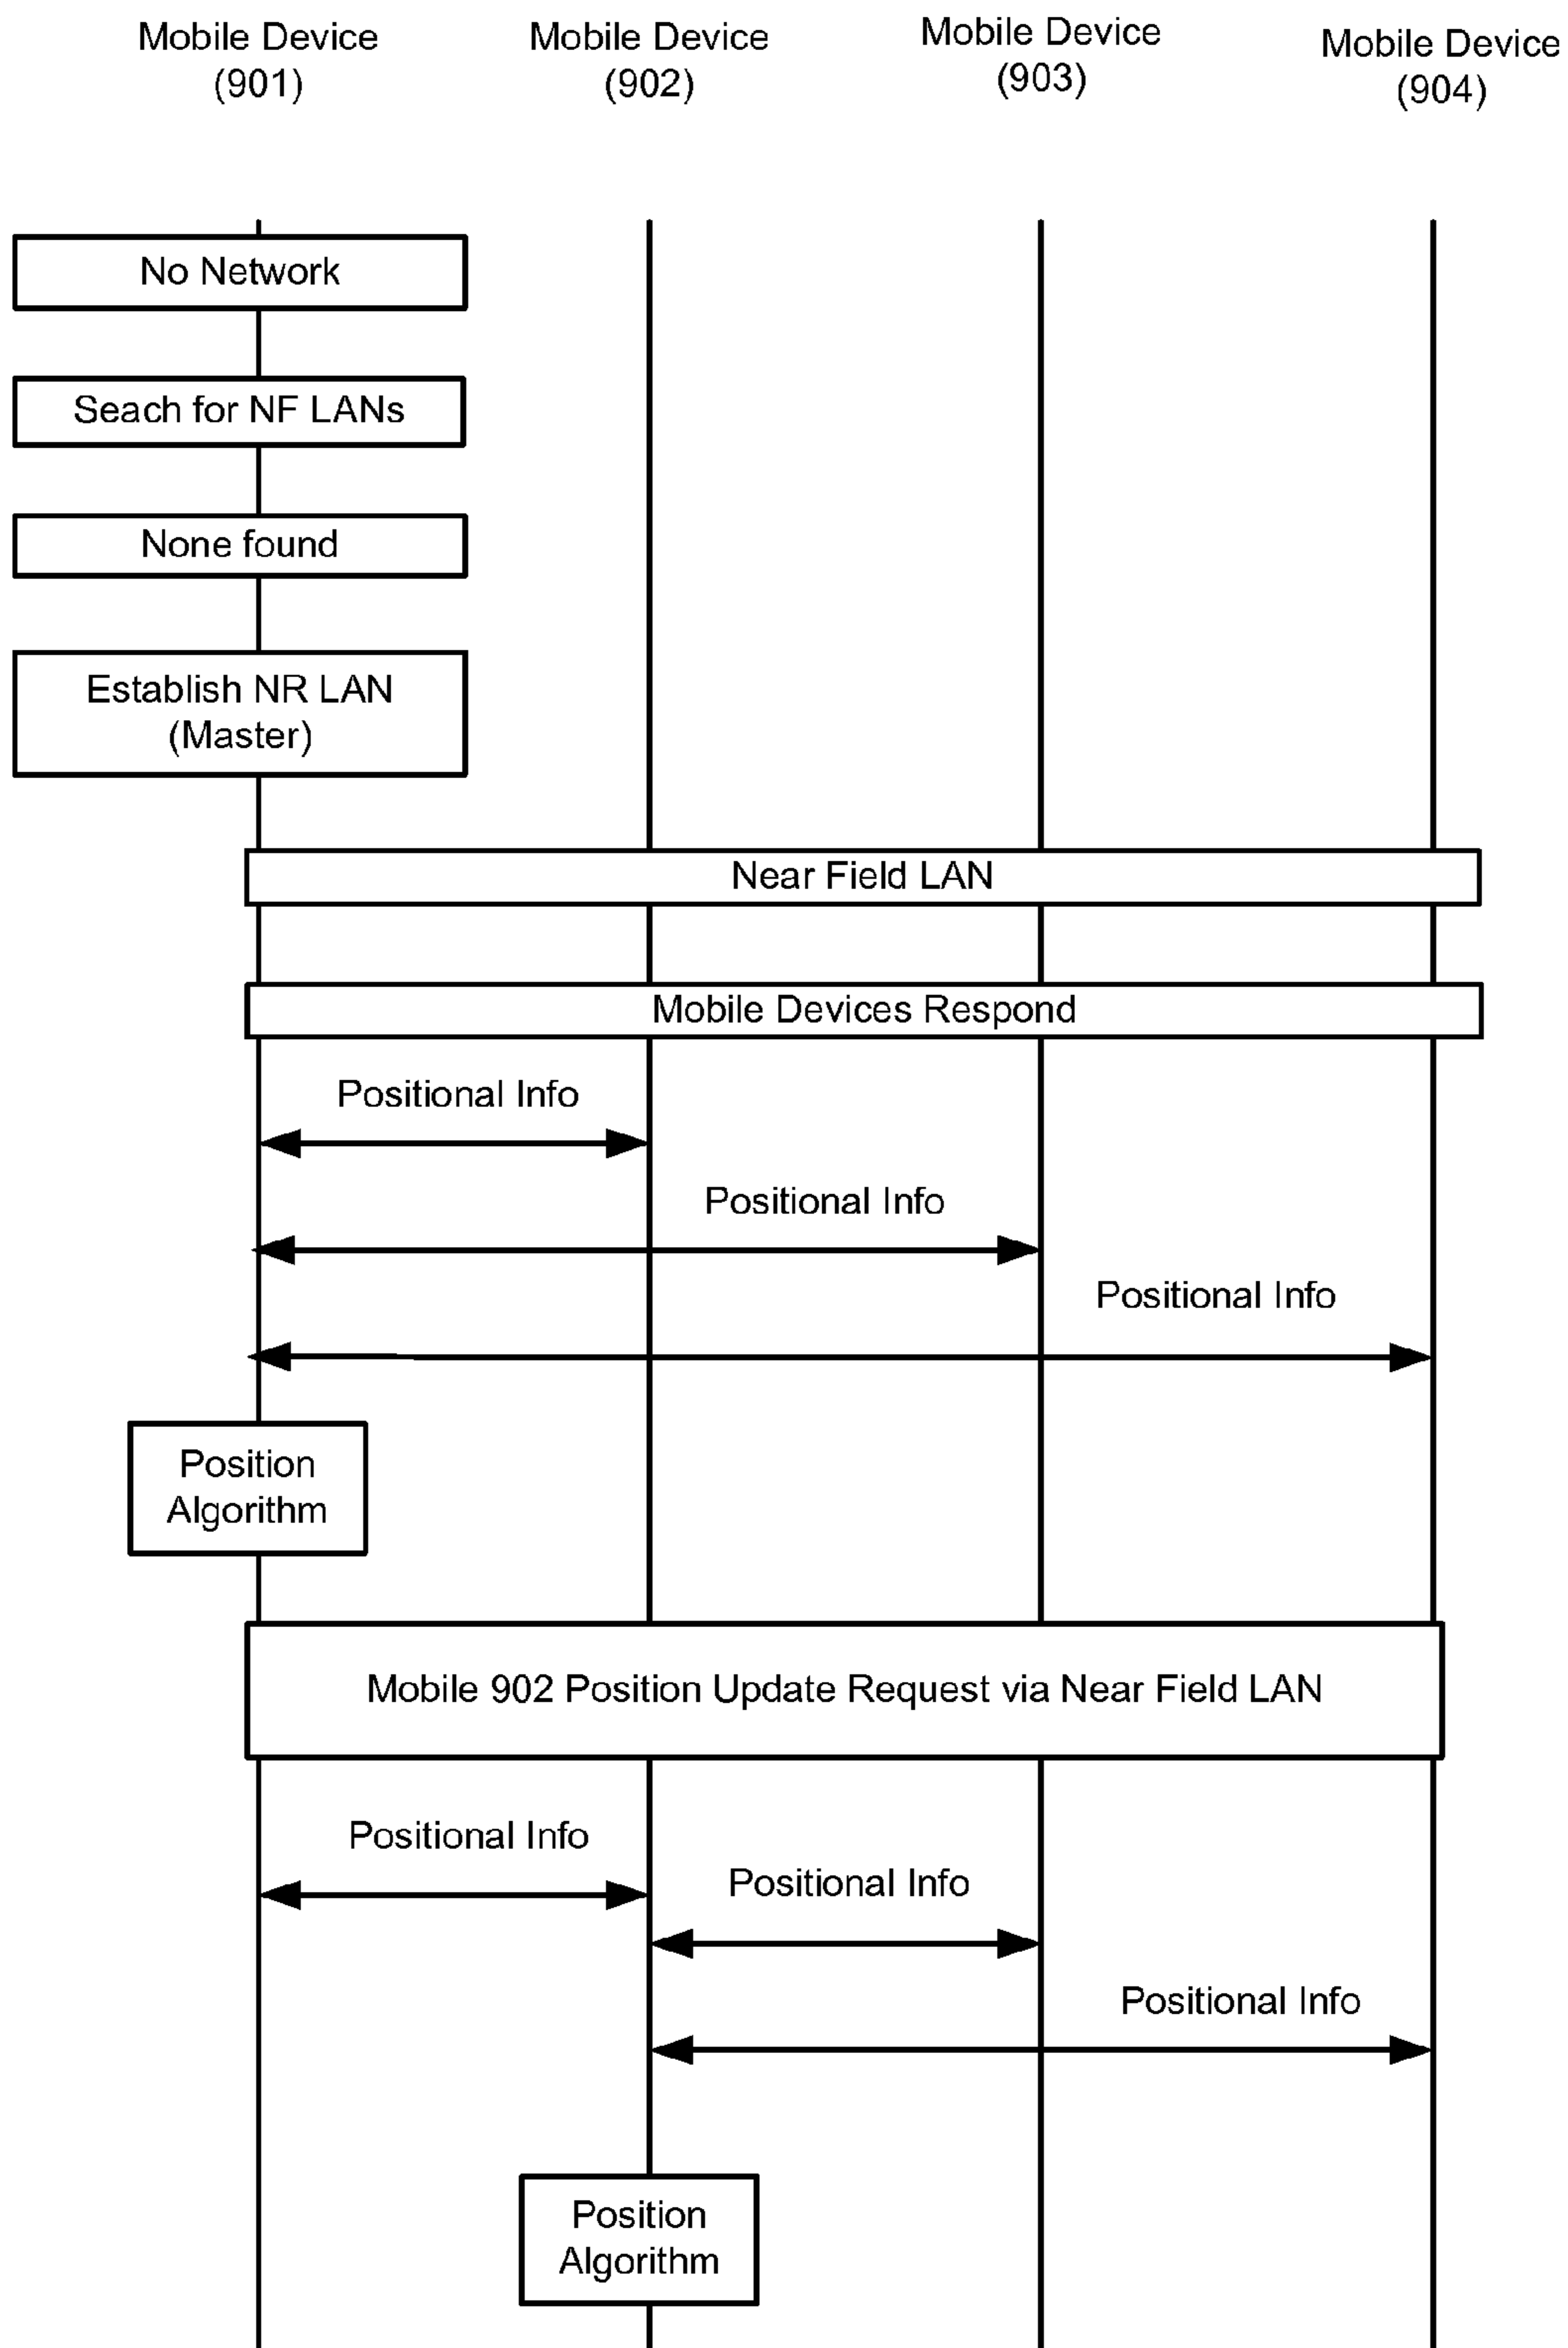 Mobile Device
(901)
Mobile Device
(902)
Mobile Device
(903)
Mobile Device
(904)
No Network
Seach for NF LANs
None found
Establish NR LAN
(Master)
Near Field LAN
Mobile Devices Respond
Positional Info
Positional Info
Positional Info
Position
Algorithm
Mobile 902 Position Update Request via Near Field LAN
Positional Info
Positional Info
Positional Info
Position
Algorithm